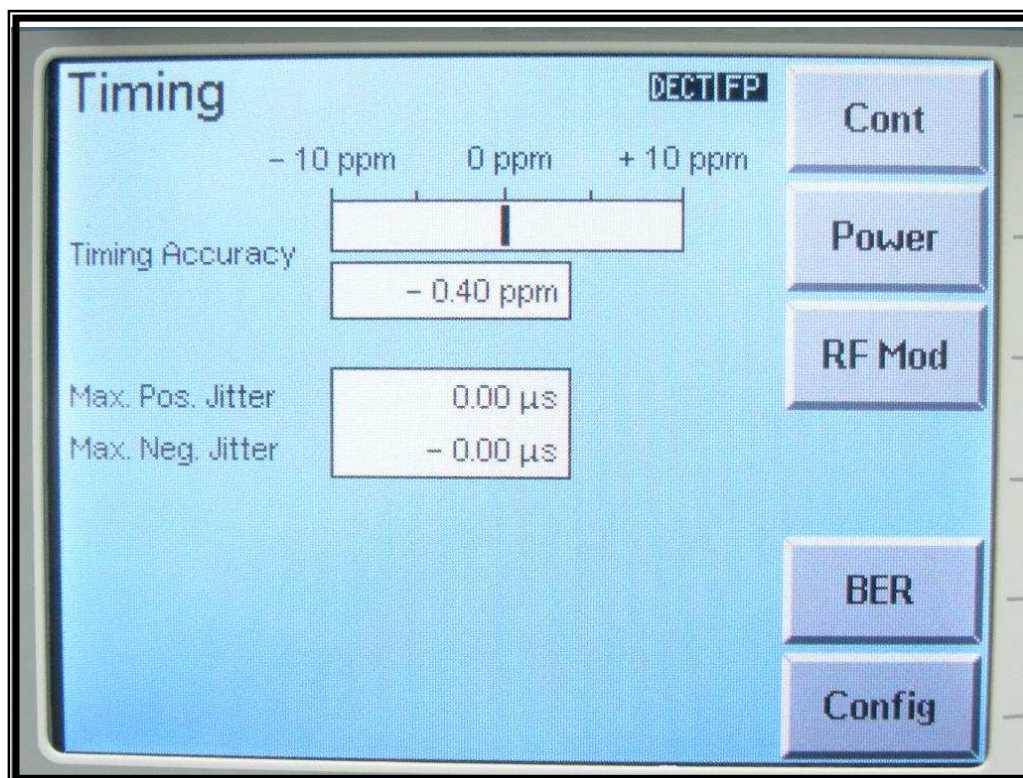 Timing
DECT FP
- 10 ppm 0 ppm + 10 ppm
Timing Accuracy
- 0.40 ppm
Max. Pos. Jitter 0.00 µs
Max. Neg. Jitter - 0.00 µs
Cont
Power
RF Mod
BER
Config